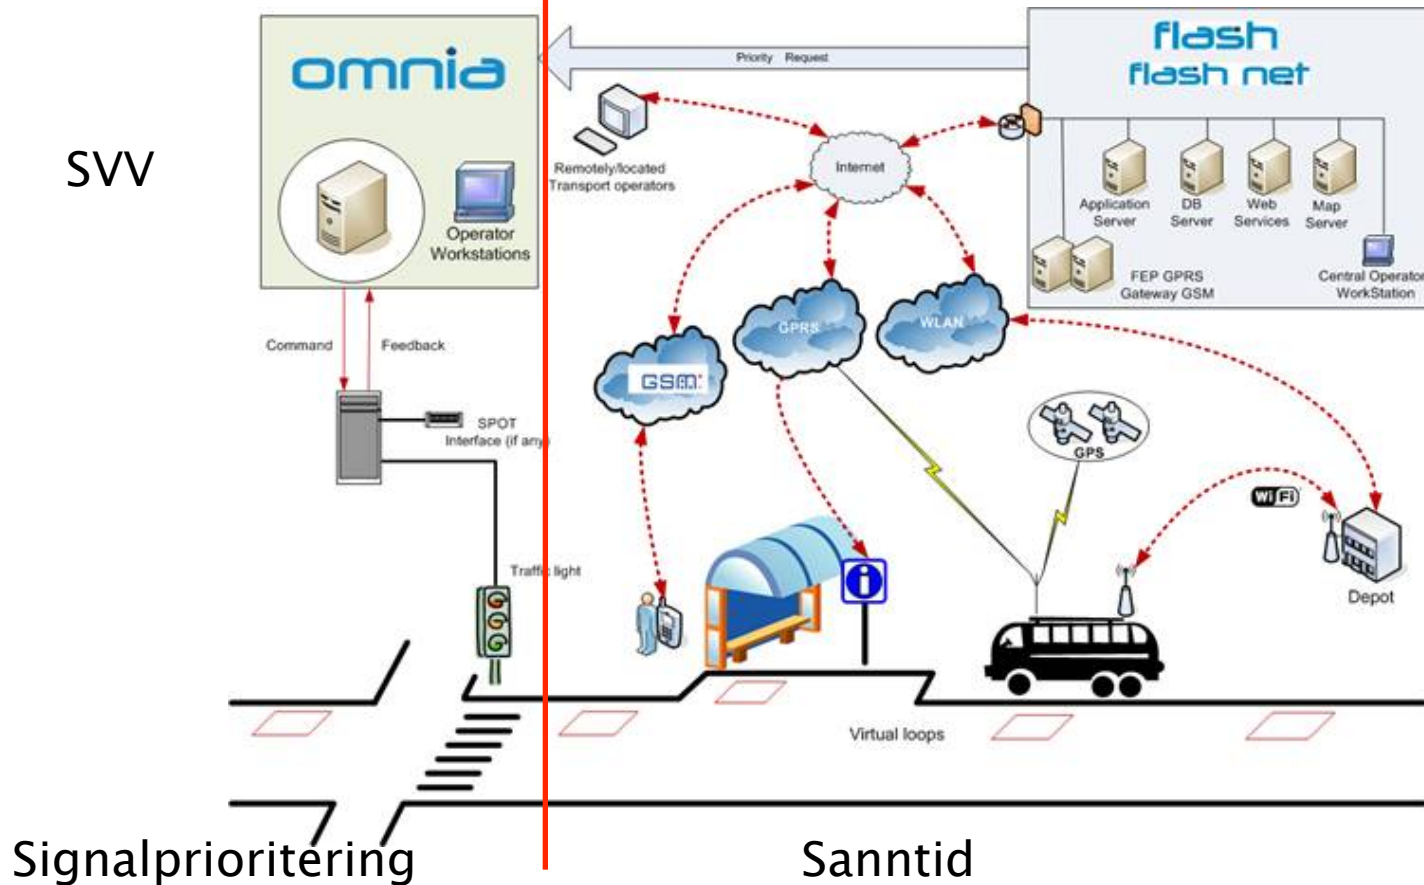 omnia
Priority Request
flash
flash net
SVV
Remotely/located
Transport operators
Internet
Operator
Workstations
Application
Server
DB
Server
Web
Services
Map
Server
FEP GPRS
Gateway GSM
Central Operator
WorkStation
Command
Feedback
GPRS
WLAN
GSM
SPOT
Interface (if any)
GPS
WiFi
Traffic light
i
Depot
Virtual loops
Signalprioritering
Sanntid